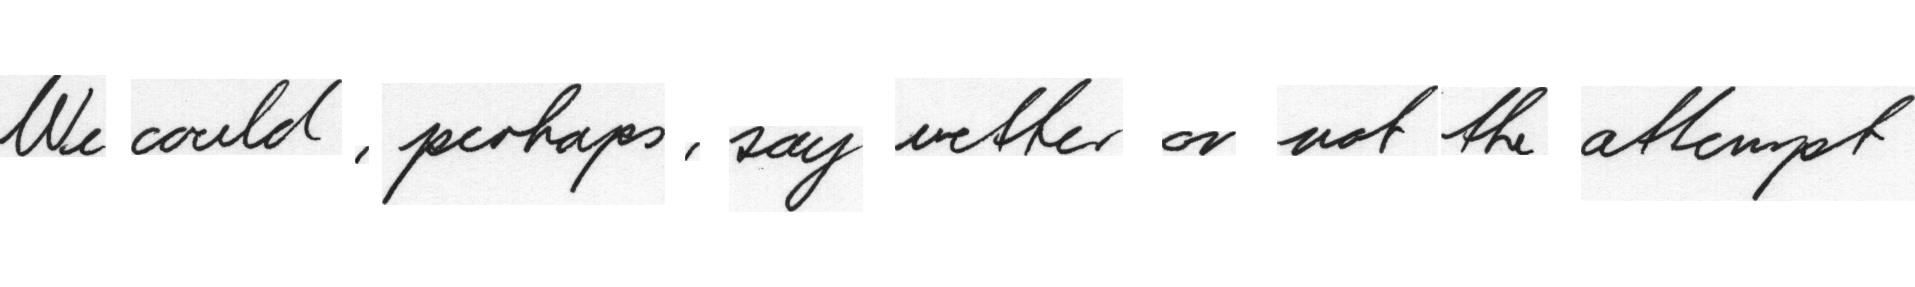 We could , perhaps , say wether or not the attempt